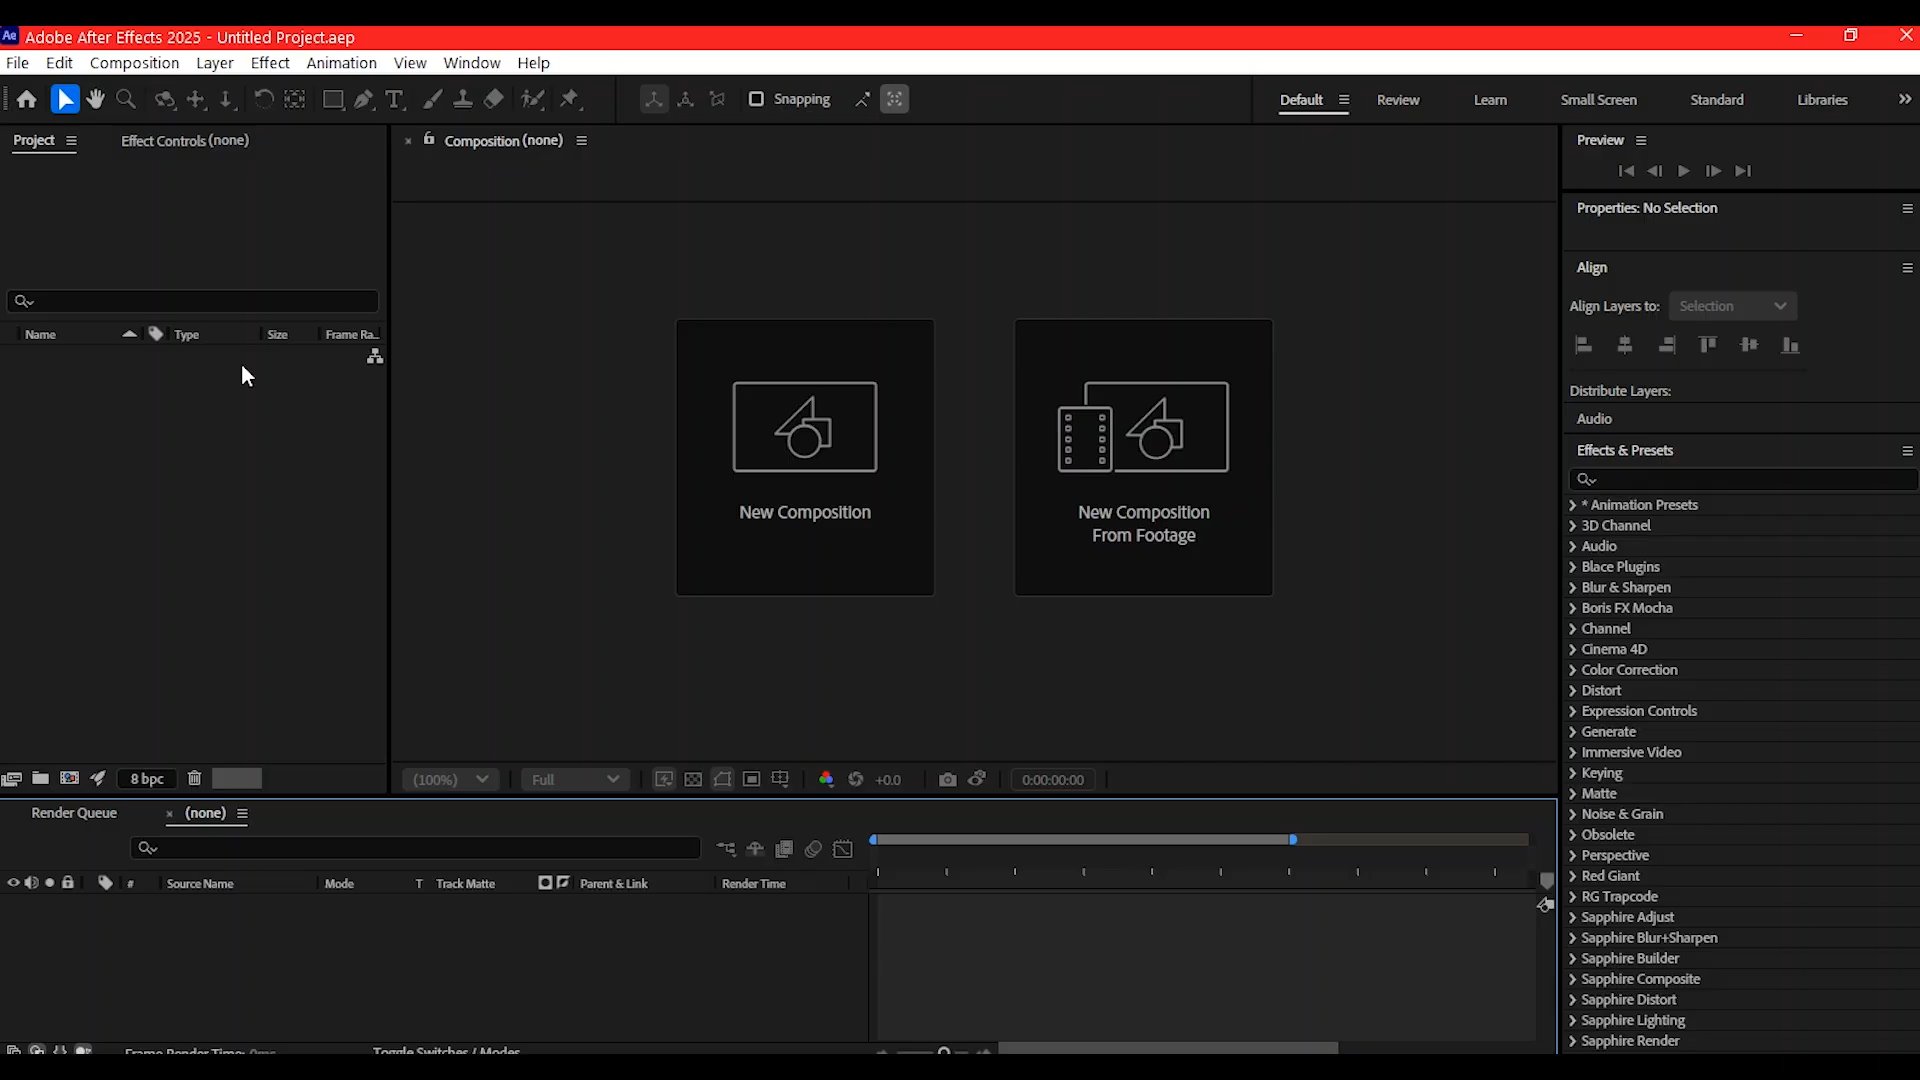 Ae Adobe After Effects 2025 - Untitled Project.aep
File Edit Composition Layer Effect Animation View Window Help
T Snapping Default Review Learn Small Screen Standard Libraries
Project Effect Controls (none)
Composition (none)
Preview
Properties: No Selection
Align
Align Layers to: Selection
Name Type Size Frame Ra...
Distribute Layers:
Audio
Effects & Presets
New Composition
New Composition
From Footage
* Animation Presets
3D Channel
Audio
Blace Plugins
Blur & Sharpen
Boris FX Mocha
Channel
Cinema 4D
Color Correction
Distort
Expression Controls
Generate
Immersive Video
Keying
Matte
Noise & Grain
Obsolete
Perspective
Red Giant
RG Trapcode
Sapphire Adjust
Sapphire Blur+Sharpen
Sapphire Builder
Sapphire Composite
Sapphire Distort
Sapphire Lighting
Sapphire Render
8 bpc
(100%) Full +0.0 0:00:00:00
Render Queue (none)
# Source Name Mode T Track Matte Parent & Link Render Time
Frame Render Time: 0ms Toggle Switches / Modes